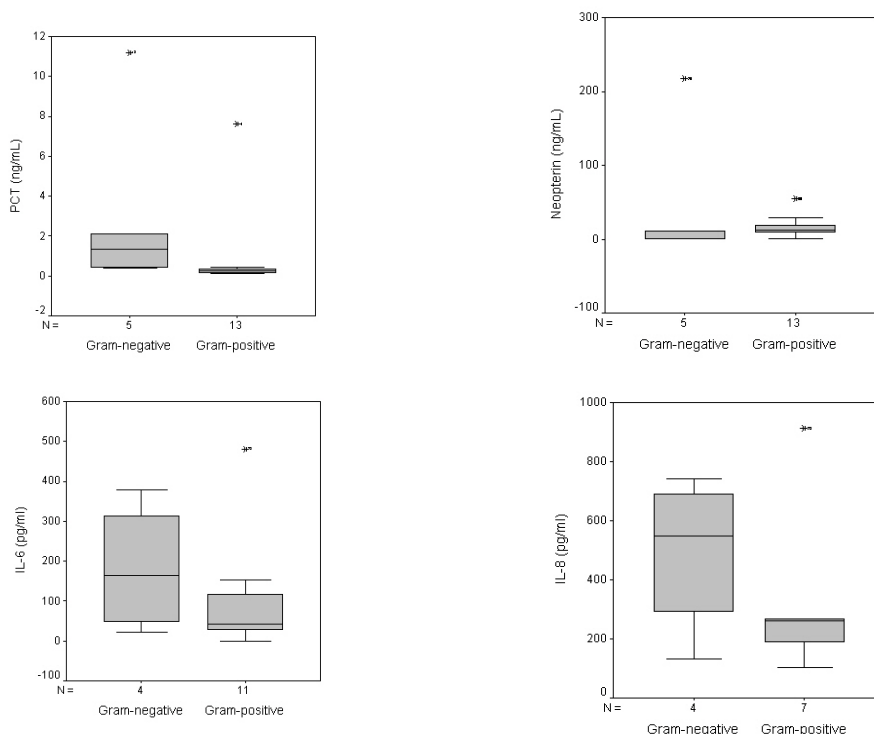 12
10
8
6
4
2
0
-2
PCT (ng/mL)
N =
5
13
Gram-negative
Gram-positive
300
200
100
0
-100
Neopterin (ng/mL)
N =
5
13
Gram-negative
Gram-positive
600
500
400
300
200
100
0
-100
IL-6 (pg/ml)
N =
4
11
Gram-negative
Gram-positive
1000
800
600
400
200
0
IL-8 (pg/ml)
N =
4
7
Gram-negative
Gram-positive